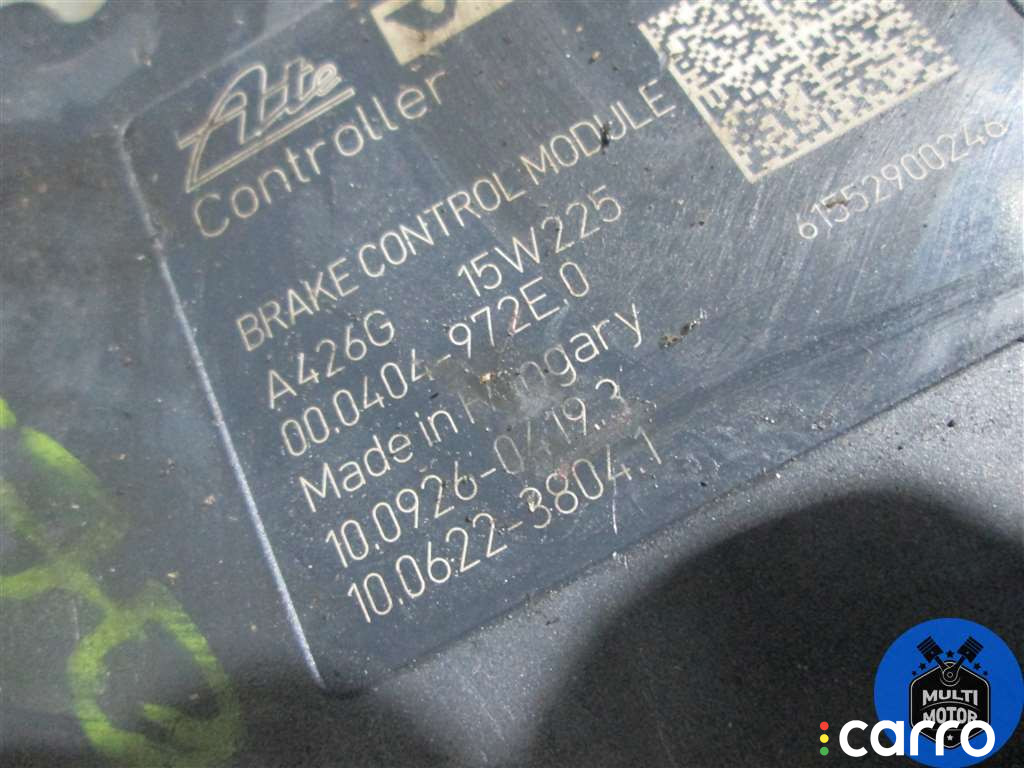 Ate
Controller
BRAKE CONTROL MODULE
A426G 15W225
00.0404-972E.0
Made in Hungary
10.0926-0419.3
10.0622-3804.1
MULTI
MOTOR
carro